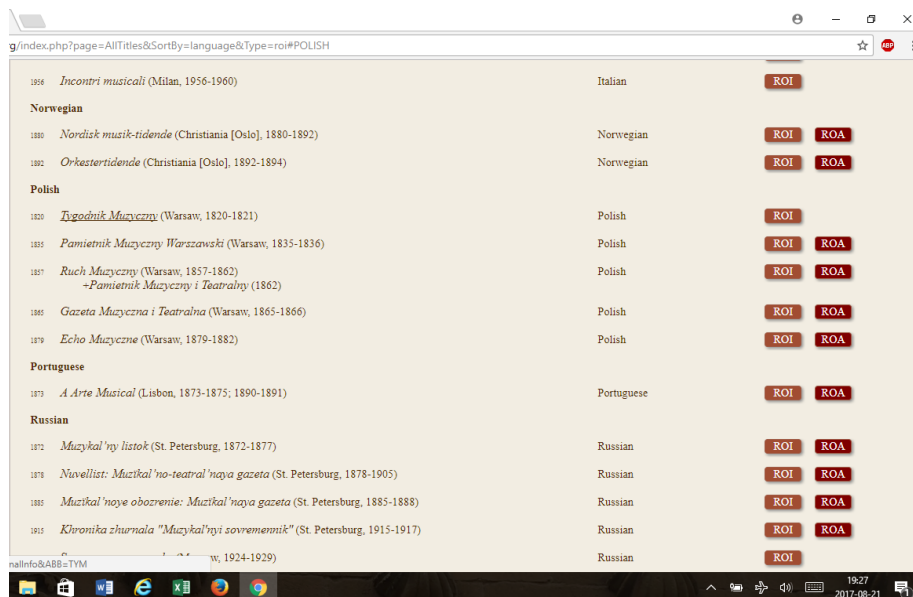 g/index.php?page=AllTitles&SortBy=language&Type=roi#POLISH
ABP
1956 Incontri musicali (Milan, 1956-1960) Italian ROI
Norwegian
1880 Nordisk musik-tidende (Christiania [Oslo], 1880-1892) Norwegian ROI ROA
1892 Orkestertidende (Christiania [Oslo], 1892-1894) Norwegian ROI ROA
Polish
1820 Tygodnik Muzyczny (Warsaw, 1820-1821) Polish ROI
1835 Pamietnik Muzyczny Warszawski (Warsaw, 1835-1836) Polish ROI ROA
1857 Ruch Muzyczny (Warsaw, 1857-1862) Polish ROI ROA
+Pamietnik Muzyczny i Teatralny (1862)
1865 Gazeta Muzyczna i Teatralna (Warsaw, 1865-1866) Polish ROI ROA
1879 Echo Muzyczne (Warsaw, 1879-1882) Polish ROI ROA
Portuguese
1873 A Arte Musical (Lisbon, 1873-1875; 1890-1891) Portuguese ROI ROA
Russian
1872 Muzykal'ny listok (St. Petersburg, 1872-1877) Russian ROI ROA
1878 Nuvellist: Muzïkal'no-teatral'naya gazeta (St. Petersburg, 1878-1905) Russian ROI ROA
1885 Muzïkal'noye obozrenie: Muzïkal'naya gazeta (St. Petersburg, 1885-1888) Russian ROI ROA
1915 Khronika zhurnala "Muzykal'nyi sovremennik" (St. Petersburg, 1915-1917) Russian ROI ROA
w, 1924-1929) Russian ROI
nalInfo&ABB=TYM
19:27
2017-08-21